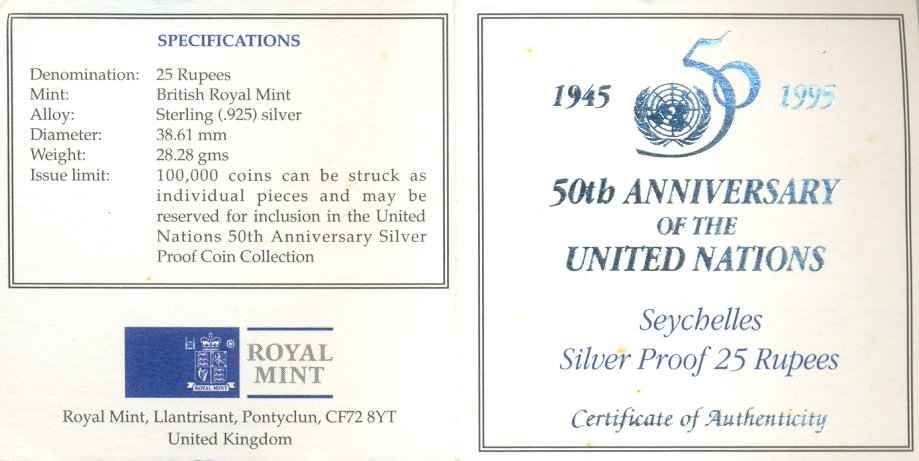 SPECIFICATIONS
Denomination: 25 Rupees
Mint: British Royal Mint
Alloy: Sterling (.925) silver
Diameter: 38.61 mm
Weight: 28.28 gms
Issue limit: 100,000 coins can be struck as
individual pieces and may be
reserved for inclusion in the United
Nations 50th Anniversary Silver
Proof Coin Collection
ROYAL MINT
ROYAL
MINT
Royal Mint, Llantrisant, Pontyclun, CF72 8YT
United Kingdom
50
1945 1995
50th ANNIVERSARY
OF THE
UNITED NATIONS
Seychelles
Silver Proof 25 Rupees
Certificate of Authenticity